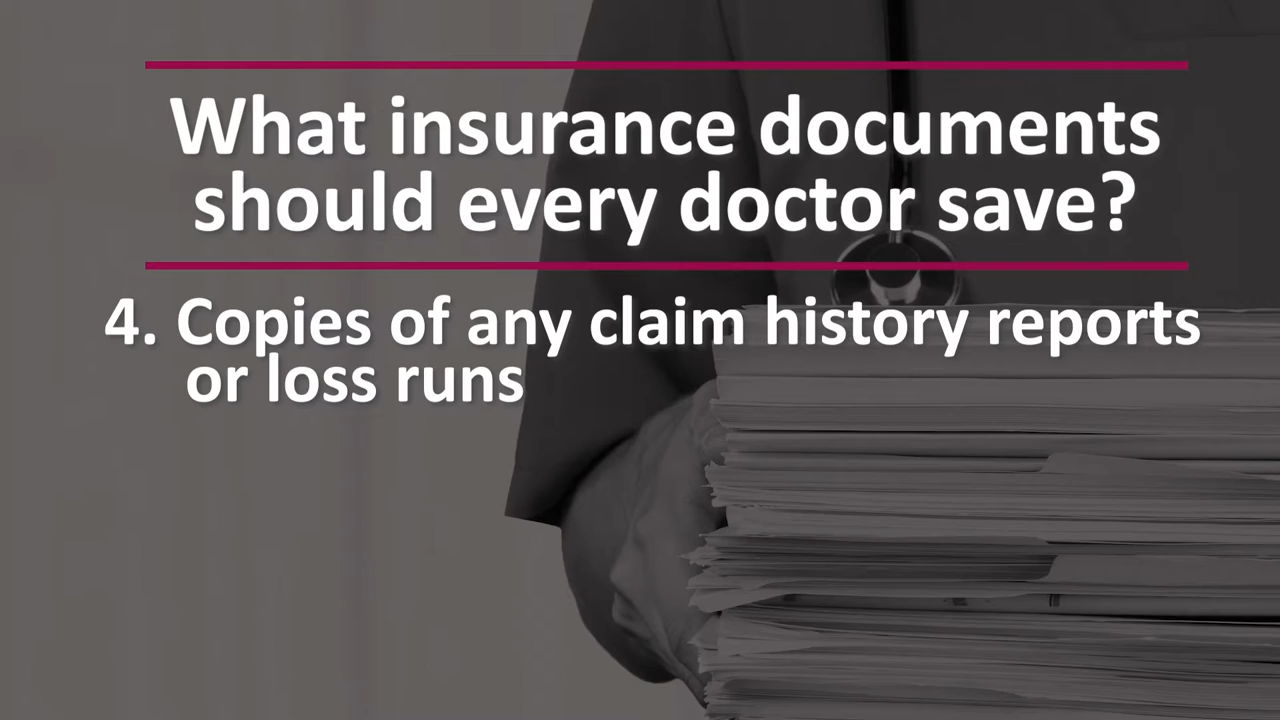 What insurance documents
should every doctor save?
4. Copies of any claim history reports
or loss runs